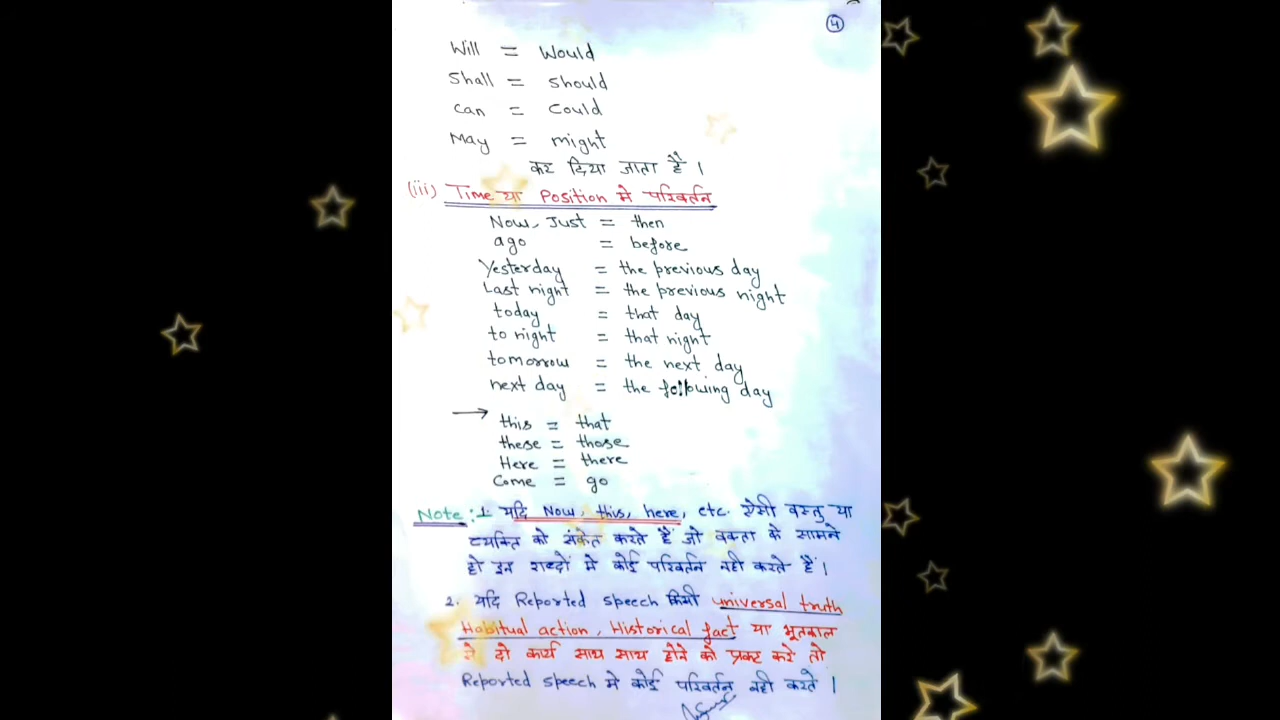 4
Will = Would
Shall = Should
Can = Could
May = might
कर दिया जाता है ।
(iii) Time या Position मे परिवर्तन
Now, Just = then
ago = before
Yesterday = the previous day
Last night = the previous night
today = that day
to night = that night
tomorrow = the next day
next day = the following day
→ this = that
these = those
Here = there
Come = go
Note: 1. यदि Now, this, here, etc. ऐसी वस्तु या
व्यक्ति को संकेत करते हैं जो वक्ता के सामने
हो इन शब्दों मे कोई परिवर्तन नही करते हैं ।
2. यदि Reported speech किसी universal truth
Habitual action, Historical fact या भूतकाल
मे दो कार्य साथ साथ होने को प्रकट करे तो
Reported speech मे कोई परिवर्तन नही करते ।